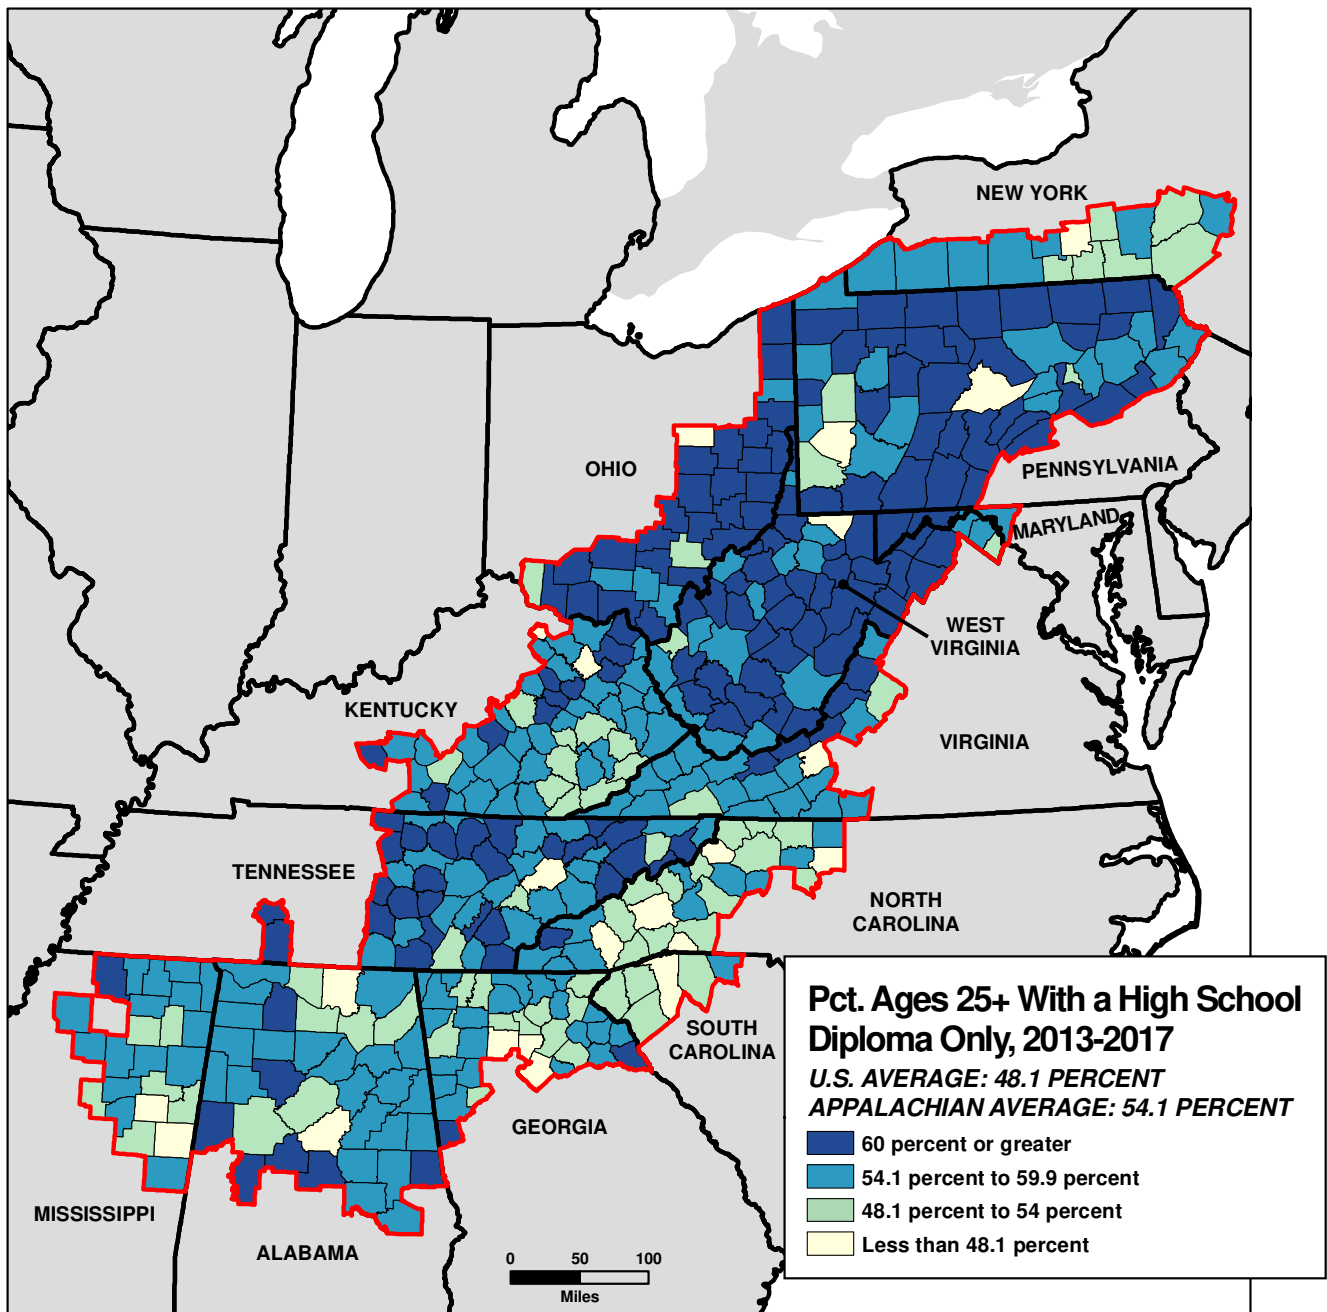 NEW YORK
OHIO
PENNSYLVANIA
MARYLAND
WEST
VIRGINIA
KENTUCKY
VIRGINIA
TENNESSEE
NORTH
CAROLINA
SOUTH
CAROLINA
GEORGIA
MISSISSIPPI
ALABAMA
0 50 100
Miles
Pct. Ages 25+ With a High School
Diploma Only, 2013-2017
U.S. AVERAGE: 48.1 PERCENT
APPALACHIAN AVERAGE: 54.1 PERCENT
60 percent or greater
54.1 percent to 59.9 percent
48.1 percent to 54 percent
Less than 48.1 percent